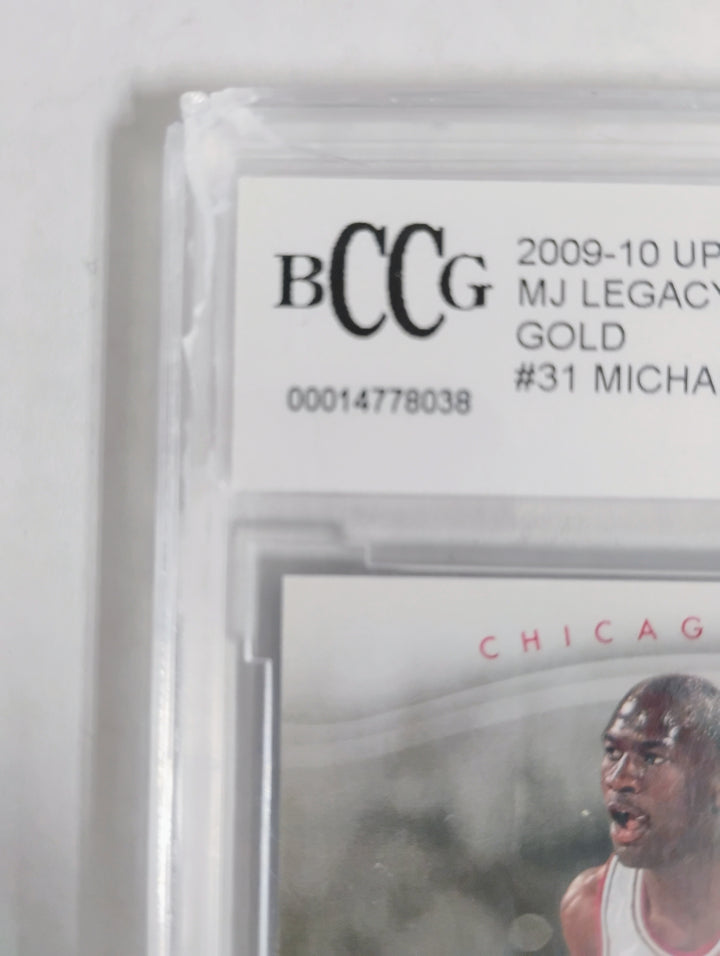 BCCG
00014778038
2009-10 UP
MJ LEGACY
GOLD
#31 MICHA
CHICAG